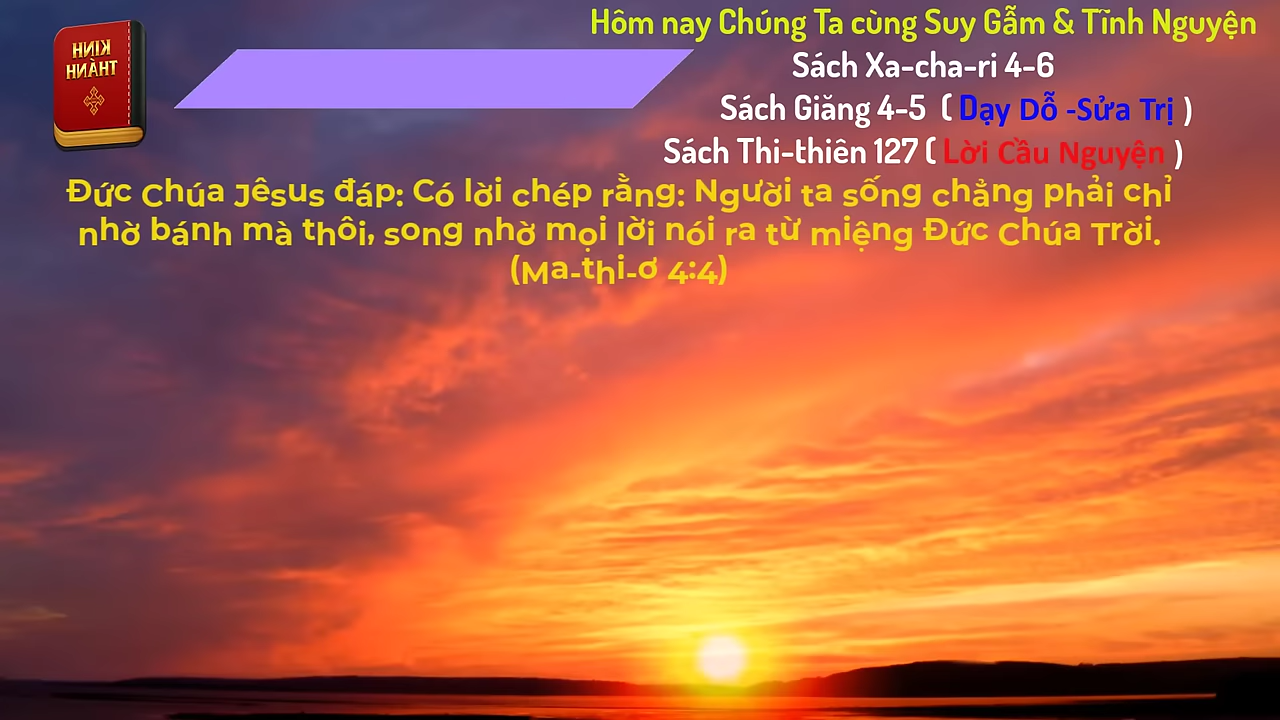 KINH
THÀNH
Hôm nay Chúng Ta cùng Suy Gẫm & Tĩnh Nguyện
Sách Xa-cha-ri 4-6
Sách Giăng 4-5 ( Dạy Dỗ -Sửa Trị )
Sách Thi-thiên 127 ( Lời Cầu Nguyện )
Đức Chúa Jêsus đáp: Có lời chép rằng: Người ta sống chẳng phải chỉ
nhờ bánh mà thôi, song nhờ mọi lời nói ra từ miệng Đức Chúa Trời.
(Ma-thi-ơ 4:4)